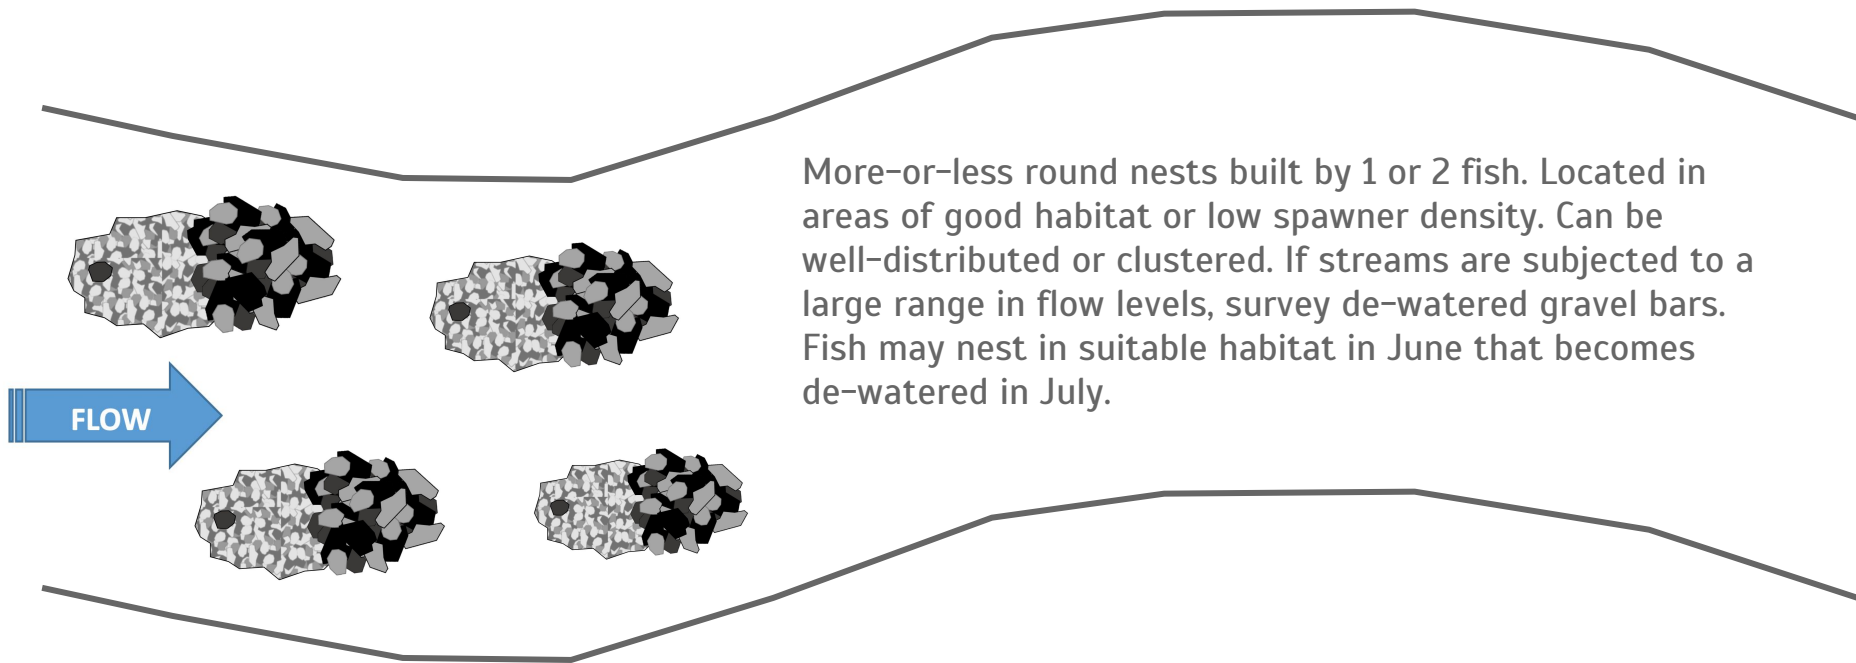 More-or-less round nests built by 1 or 2 fish. Located in
areas of good habitat or low spawner density. Can be
well-distributed or clustered. If streams are subjected to a
large range in flow levels, survey de-watered gravel bars.
Fish may nest in suitable habitat in June that becomes
de-watered in July.
FLOW